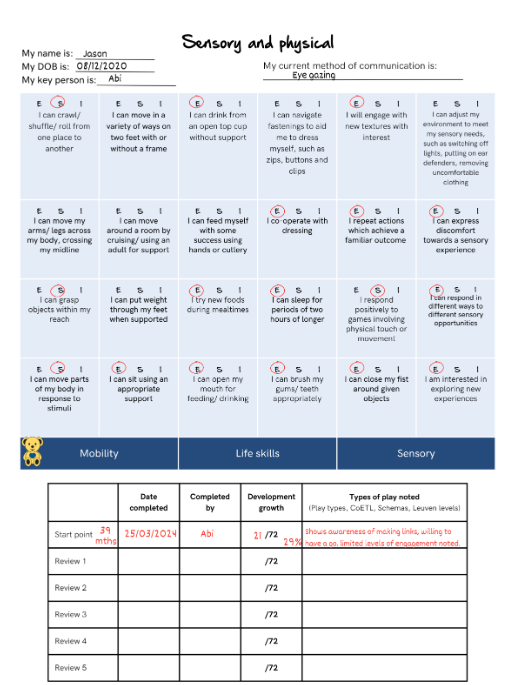 Sensory and physical
My name is: Jason
My DOB is: 08/12/2020
My key person is: Abi
My current method of communication is:
Eye gazing
E S I
I can crawl/
shuffle/ roll from
one place to
another
E S I
I can move in a
variety of ways on
two feet with or
without a frame
E S I
I can drink from
an open top cup
without support
E S I
I can navigate
fastenings to aid
me to dress
myself, such as
zips, buttons and
clips
E S I
I will engage with
new textures with
interest
E S I
I can adjust my
environment to meet
my sensory needs,
such as switching off
lights, putting on ear
defenders, removing
uncomfortable
clothing
E S I
I can move my
arms/ legs across
my body, crossing
my midline
E S I
I can move
around a room by
cruising/ using an
adult for support
E S I
I can feed myself
with some
success using
hands or cutlery
E S I
I co-operate with
dressing
E S I
I repeat actions
which achieve a
familiar outcome
E S I
I can express
discomfort
towards a sensory
experience
E S I
I can grasp
objects within my
reach
E S I
I can put weight
through my feet
when supported
E S I
I try new foods
during mealtimes
E S I
I can sleep for
periods of two
hours of longer
E S I
I respond
positively to
games involving
physical touch or
movement
E S I
I can respond in
different ways to
different sensory
opportunities
E S I
I can move parts
of my body in
response to
stimuli
E S I
I can sit using an
appropriate
support
E S I
I can open my
mouth for
feeding/ drinking
E S I
I can brush my
gums/ teeth
appropriately
E S I
I can close my fist
around given
objects
E S I
I am interested in
exploring new
experiences
Mobility
Life skills
Sensory
Date
completed
Completed
by
Development
growth
Types of play noted
(Play types, CoETL, Schemas, Leuven levels)
Start point 39
mths
25/03/2024
Abi
21 /72
29%
Shows awareness of making links, willing to
have a go. limited levels of engagement noted.
Review 1 /72
Review 2 /72
Review 3 /72
Review 4 /72
Review 5 /72